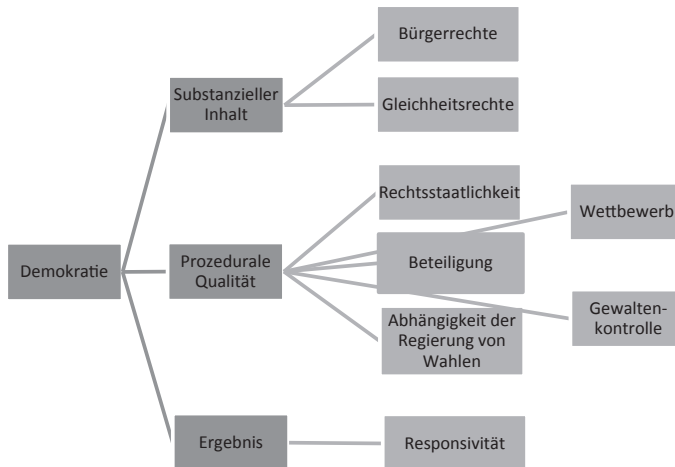 Bürgerrechte
Substanzieller
Inhalt
Gleichheitsrechte
Rechtsstaatlichkeit
Wettbewerb
Demokratie
Prozedurale
Qualität
Beteiligung
Gewalten-
kontrolle
Abhängigkeit der
Regierung von
Wahlen
Ergebnis
Responsivität